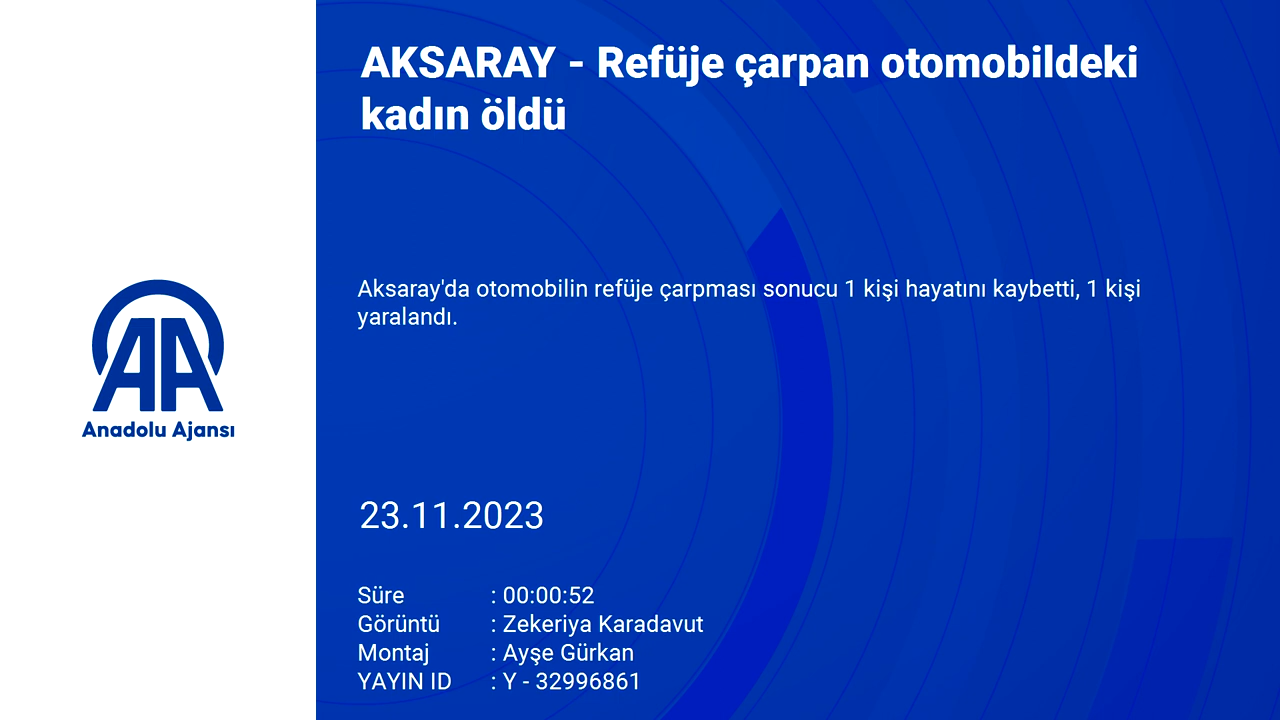 AKSARAY - Refüje çarpan otomobildeki
kadın öldü
Aksaray'da otomobilin refüje çarpması sonucu 1 kişi hayatını kaybetti, 1 kişi
yaralandı.
AA
Anadolu Ajansı
23.11.2023
Süre : 00:00:52
Görüntü : Zekeriya Karadavut
Montaj : Ayşe Gürkan
YAYIN ID : Y - 32996861